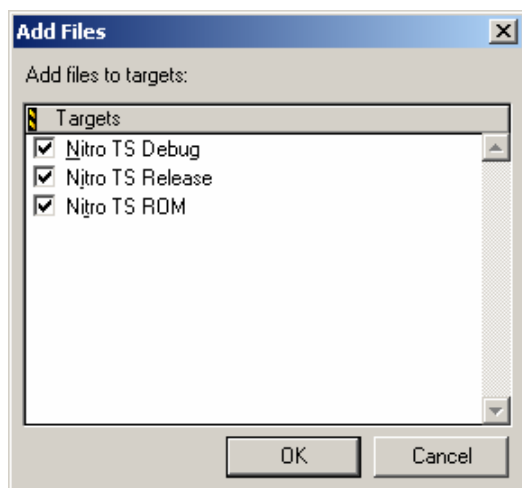 Add Files
Add files to targets:
Targets
Nitro TS Debug
Nitro TS Release
Nitro TS ROM
OK
Cancel